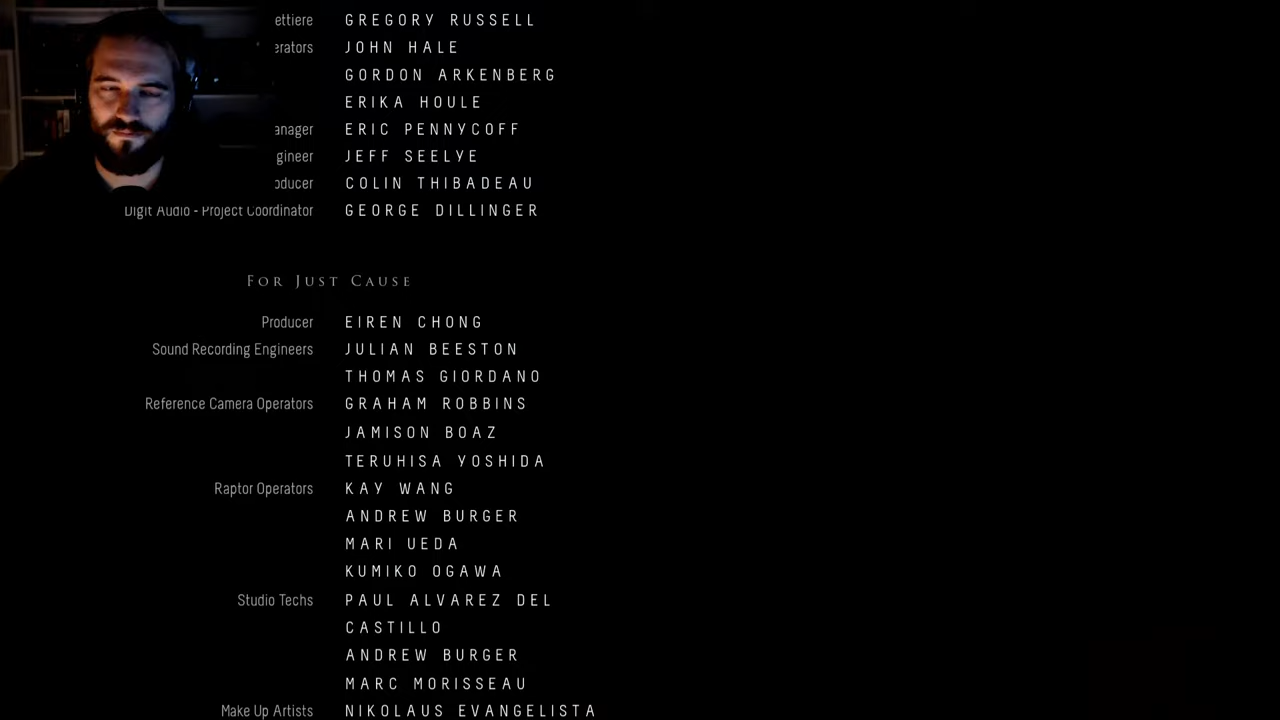 ettiere GREGORY RUSSELL
erators JOHN HALE
GORDON ARKENBERG
ERIKA HOULE
anager ERIC PENNYCOFF
gineer JEFF SEELYE
oducer COLIN THIBADEAU
Digit Audio - Project Coordinator GEORGE DILLINGER
FOR JUST CAUSE
Producer EIREN CHONG
Sound Recording Engineers JULIAN BEESTON
THOMAS GIORDANO
Reference Camera Operators GRAHAM ROBBINS
JAMISON BOAZ
TERUHISA YOSHIDA
Raptor Operators KAY WANG
ANDREW BURGER
MARI UEDA
KUMIKO OGAWA
Studio Techs PAUL ALVAREZ DEL
CASTILLO
ANDREW BURGER
MARC MORISSEAU
Make Up Artists NIKOLAUS EVANGELISTA